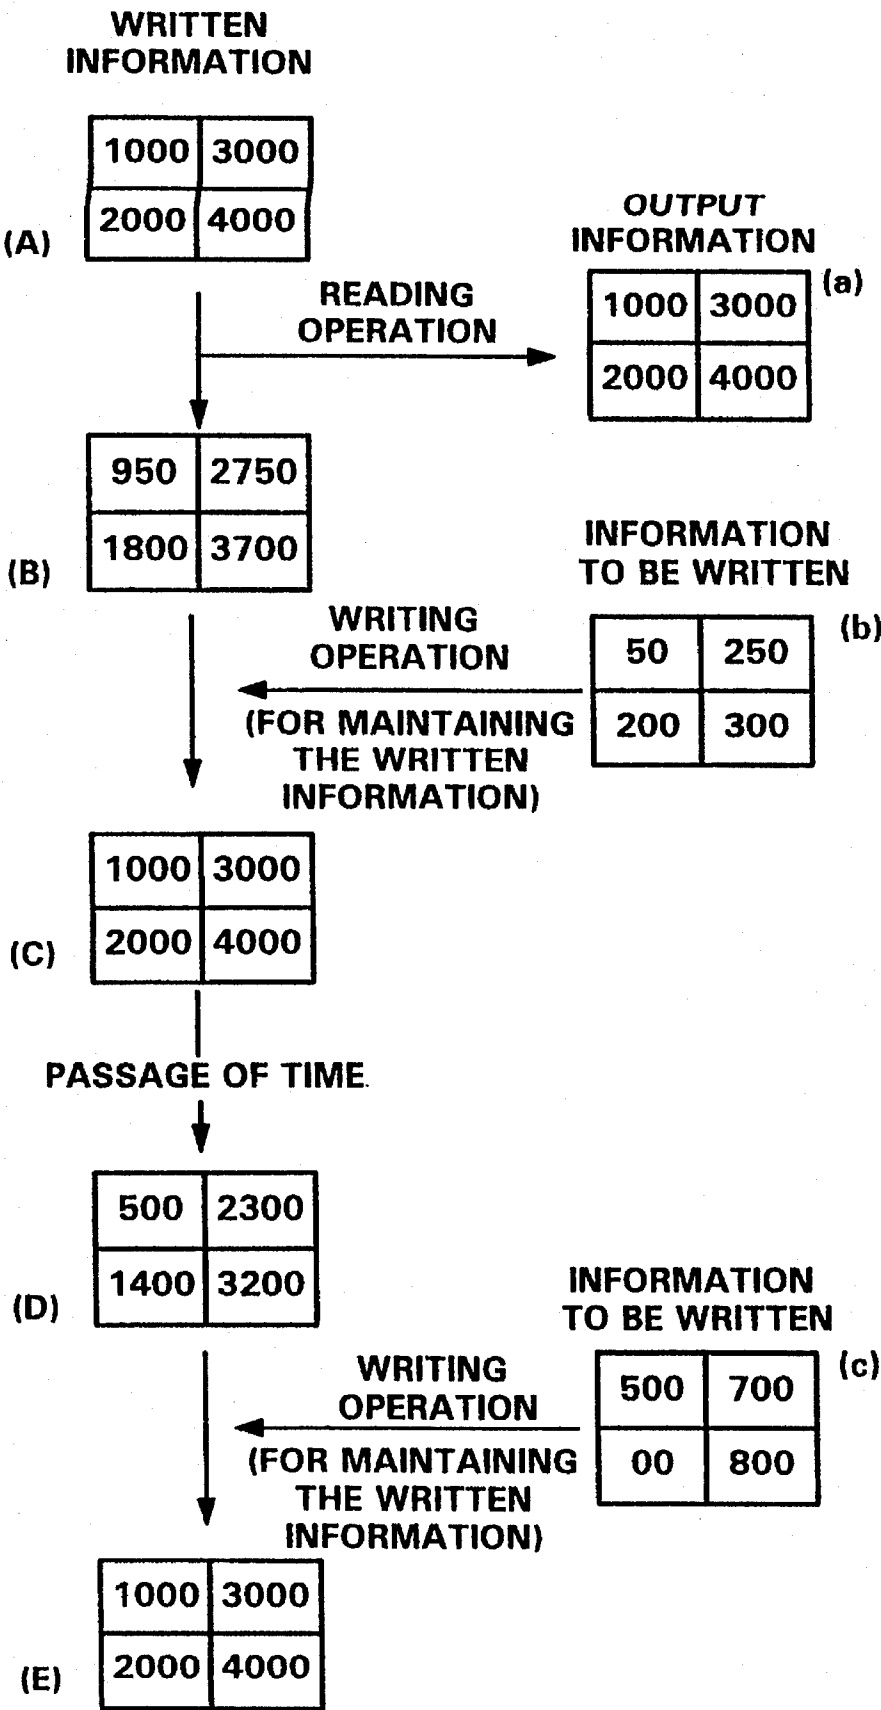 WRITTEN
INFORMATION
1000 3000
2000 4000
(A)
OUTPUT
INFORMATION
(a)
1000 3000
2000 4000
READING
OPERATION
950 2750
1800 3700
(B)
INFORMATION
TO BE WRITTEN
(b)
50 250
200 300
WRITING
OPERATION
(FOR MAINTAINING
THE WRITTEN
INFORMATION)
1000 3000
2000 4000
(C)
PASSAGE OF TIME.
500 2300
1400 3200
(D)
INFORMATION
TO BE WRITTEN
(c)
500 700
00 800
WRITING
OPERATION
(FOR MAINTAINING
THE WRITTEN
INFORMATION)
1000 3000
2000 4000
(E)